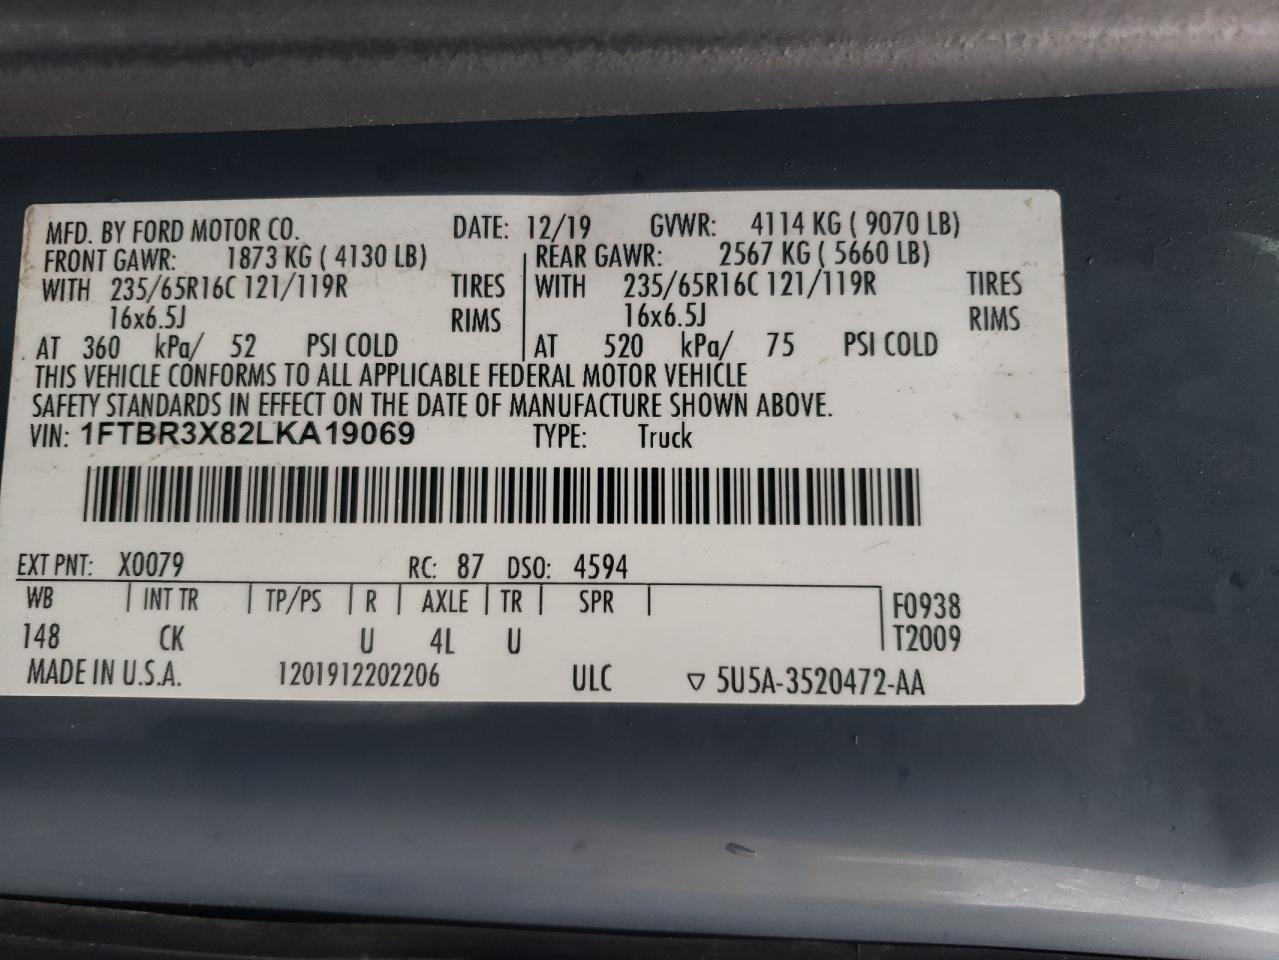 MFD. BY FORD MOTOR CO. DATE: 12/19 GVWR: 4114 KG ( 9070 LB)
FRONT GAWR: 1873 KG ( 4130 LB) REAR GAWR: 2567 KG ( 5660 LB)
WITH 235/65R16C 121/119R TIRES WITH 235/65R16C 121/119R TIRES
16x6.5J RIMS 16x6.5J RIMS
AT 360 kPa/ 52 PSI COLD AT 520 kPa/ 75 PSI COLD
THIS VEHICLE CONFORMS TO ALL APPLICABLE FEDERAL MOTOR VEHICLE
SAFETY STANDARDS IN EFFECT ON THE DATE OF MANUFACTURE SHOWN ABOVE.
VIN: 1FTBR3X82LKA19069 TYPE: Truck
EXT PNT: X0079 RC: 87 DSO: 4594
WB INT TR TP/PS R AXLE TR SPR F0938
148 CK U 4L U T2009
MADE IN U.S.A. 1201912202206 ULC ▽ 5U5A-3520472-AA